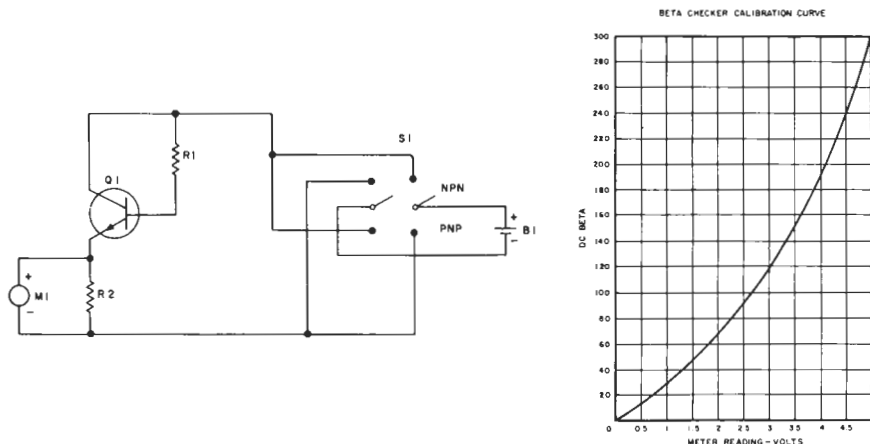 BETA CHECKER CALIBRATION CURVE
S1
R1
Q1
NPN
+
B1
-
PNP
+
M1
-
R2
DC BETA
300
280
260
240
220
200
180
160
140
120
100
80
60
40
20
0 0.5 1 1.5 2 2.5 3 3.5 4 4.5
METER READING-VOLTS